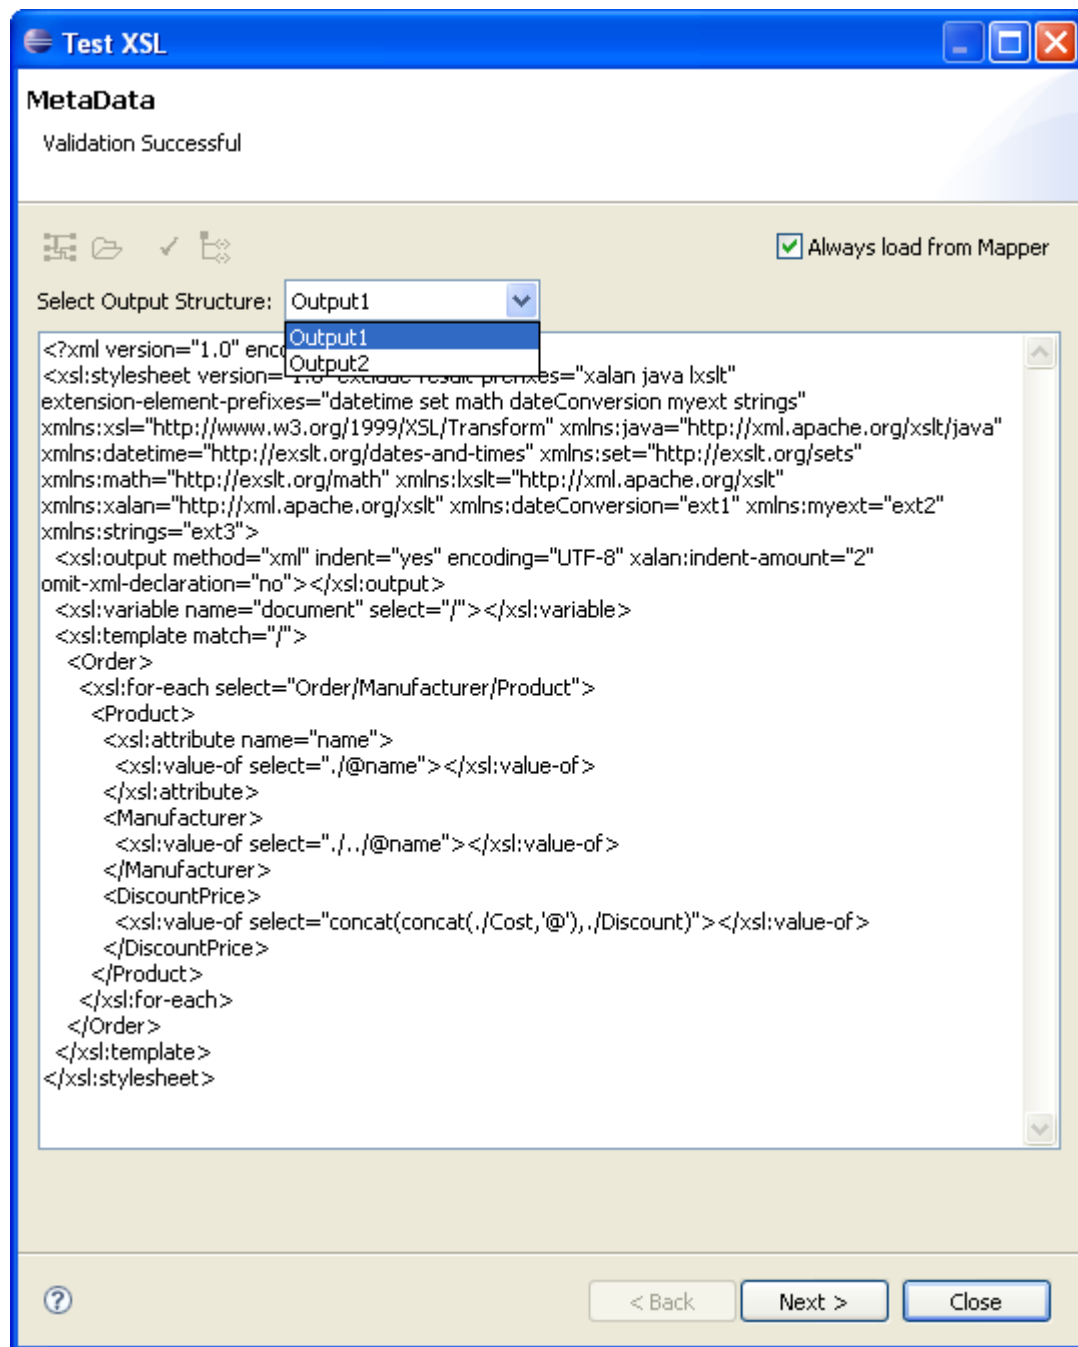 Test XSL
MetaData
Validation Successful
Always load from Mapper
Select Output Structure: Output1
Output1
Output2
<?xml version="1.0" enc
<xsl:stylesheet version= exclude result prefixes="xalan java lxslt"
extension-element-prefixes="datetime set math dateConversion myext strings"
xmlns:xsl="http://www.w3.org/1999/XSL/Transform" xmlns:java="http://xml.apache.org/xslt/java"
xmlns:datetime="http://exslt.org/dates-and-times" xmlns:set="http://exslt.org/sets"
xmlns:math="http://exslt.org/math" xmlns:lxslt="http://xml.apache.org/xslt"
xmlns:xalan="http://xml.apache.org/xslt" xmlns:dateConversion="ext1" xmlns:myext="ext2"
xmlns:strings="ext3">
<xsl:output method="xml" indent="yes" encoding="UTF-8" xalan:indent-amount="2"
omit-xml-declaration="no"></xsl:output>
<xsl:variable name="document" select="/"></xsl:variable>
<xsl:template match="/">
<Order>
<xsl:for-each select="Order/Manufacturer/Product">
<Product>
<xsl:attribute name="name">
<xsl:value-of select="./@name"></xsl:value-of>
</xsl:attribute>
<Manufacturer>
<xsl:value-of select="./../@name"></xsl:value-of>
</Manufacturer>
<DiscountPrice>
<xsl:value-of select="concat(concat(./Cost,'@'),./Discount)"></xsl:value-of>
</DiscountPrice>
</Product>
</xsl:for-each>
</Order>
</xsl:template>
</xsl:stylesheet>
< Back
Next >
Close